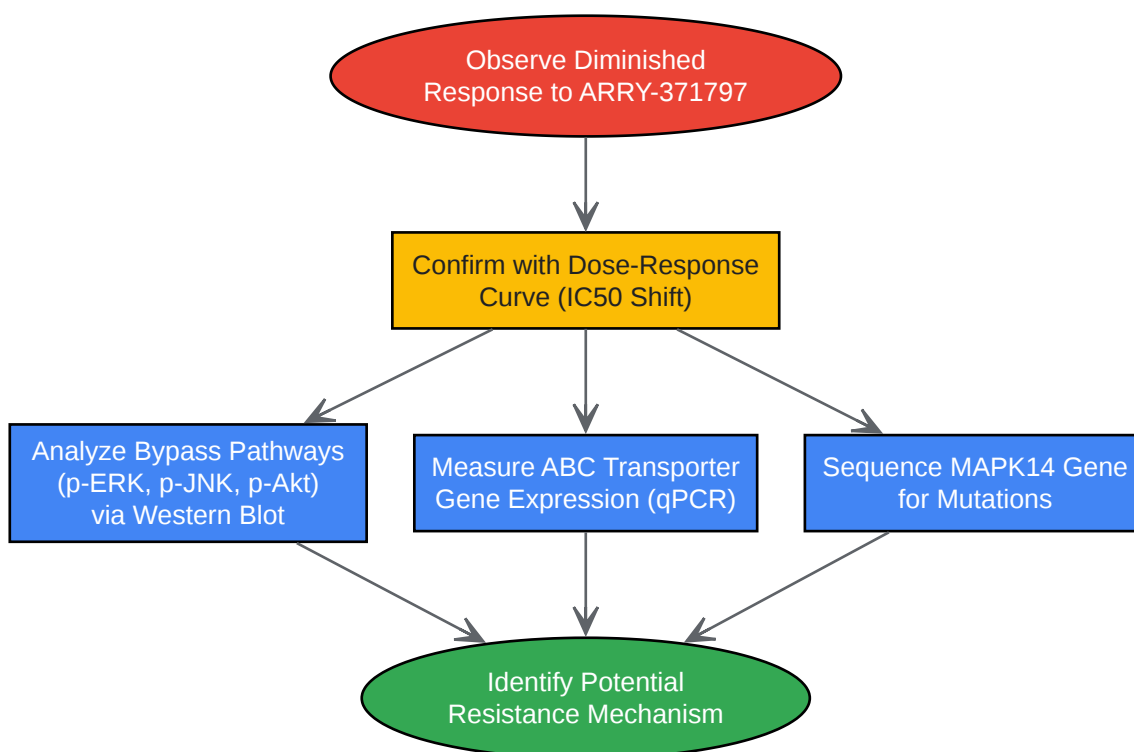 Observe Diminished
Response to ARRY-371797
Confirm with Dose-Response
Curve (IC50 Shift)
Analyze Bypass Pathways
(p-ERK, p-JNK, p-Akt)
via Western Blot
Measure ABC Transporter
Gene Expression (qPCR)
Sequence MAPK14 Gene
for Mutations
Identify Potential
Resistance Mechanism